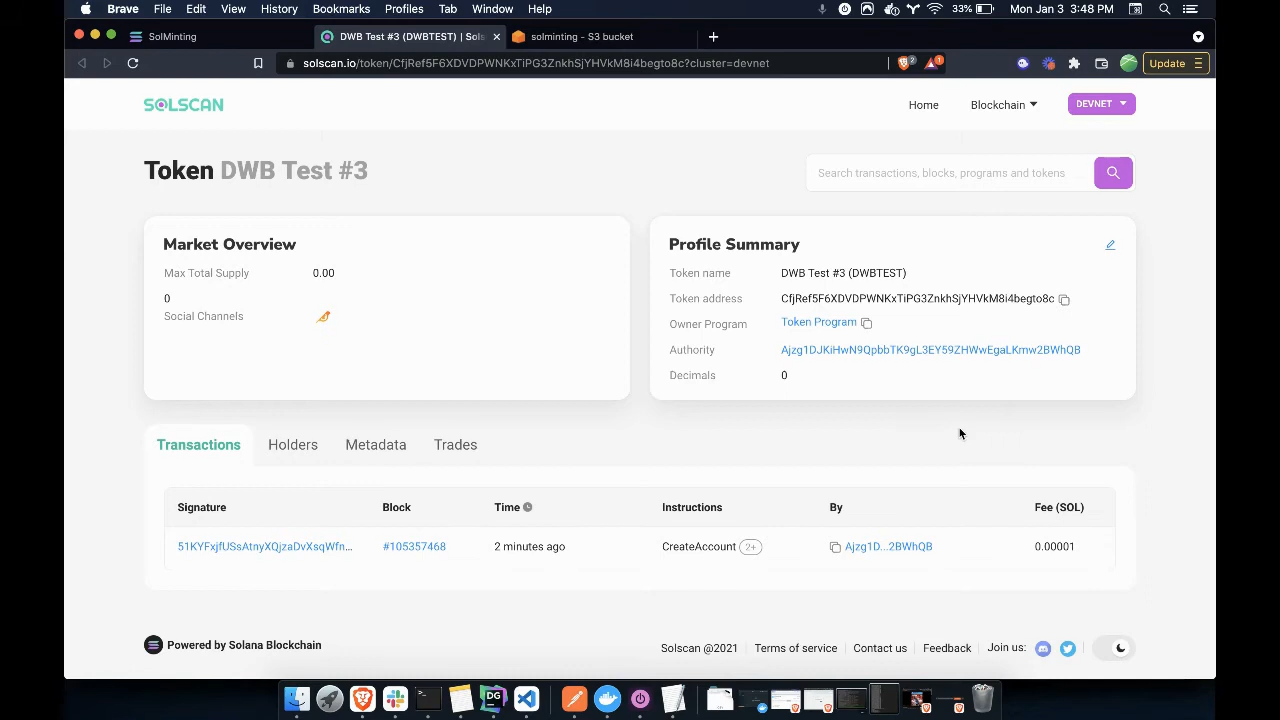 Brave File Edit View History Bookmarks Profiles Tab Window Help 33% Mon Jan 3 3:48 PM
SolMinting DWB Test #3 (DWBTEST) | Sols solminting - S3 bucket
solscan.io/token/CfjRef5F6XDVDPWNKxTiPG3ZnkhSjYHVkM8i4begto8c?cluster=devnet 2 1 Update
SOLSCAN Home Blockchain DEVNET
Token DWB Test #3 Search transactions, blocks, programs and tokens
Market Overview
Max Total Supply 0.00
0
Social Channels
Profile Summary
Token name DWB Test #3 (DWBTEST)
Token address CfjRef5F6XDVDPWNKxTiPG3ZnkhSjYHVkM8i4begto8c
Owner Program Token Program
Authority Ajzg1DJKiHwN9QpbbTK9gL3EY59ZHWwEgaLKmw2BWhQB
Decimals 0
Transactions Holders Metadata Trades
Signature Block Time Instructions By Fee (SOL)
51KYFxjfUSsAtnyXQjzaDvXsqWfn... #105357468 2 minutes ago CreateAccount 2+ Ajzg1D...2BWhQB 0.00001
Powered by Solana Blockchain Solscan @2021 Terms of service Contact us Feedback Join us:
DG